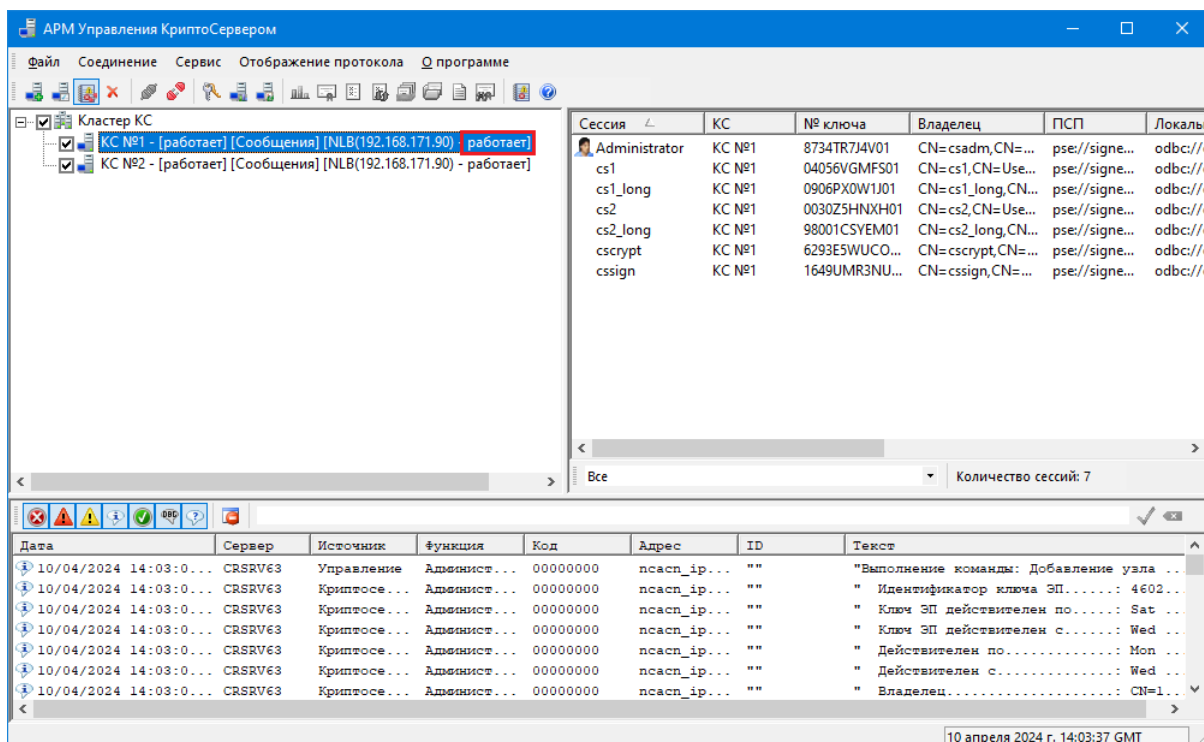 АРМ Управления КриптоСервером
Файл Соединение Сервис Отображение протокола О программе
Кластер КС
КС №1 - [работает] [Сообщения] [NLB(192.168.171.90) - работает]
КС №2 - [работает] [Сообщения] [NLB(192.168.171.90) - работает]
Сессия КС № ключа Владелец ПСП Локаль
Administrator КС №1 8734TR7J4V01 CN=csadm,CN=... pse://signe... odbc://
cs1 КС №1 04056VGMFS01 CN=cs1,CN=Use... pse://signe... odbc://
cs1_long КС №1 0906PX0W1J01 CN=cs1_long,CN... pse://signe... odbc://
cs2 КС №1 0030Z5HNXH01 CN=cs2,CN=Use... pse://signe... odbc://
cs2_long КС №1 98001CSYEM01 CN=cs2_long,CN... pse://signe... odbc://
cscrypt КС №1 6293E5WUCO... CN=cscrypt,CN=... pse://signe... odbc://
cssign КС №1 1649UMR3NU... CN=cssign,CN=... pse://signe... odbc://
Все Количество сессий: 7
Дата Сервер Источник Функция Код Адрес ID Текст
10/04/2024 14:03:0... CRSRV63 Управление Админист... 00000000 ncacn_ip... "" "Выполнение команды: Добавление узла ...
10/04/2024 14:03:0... CRSRV63 Криптосе... Админист... 00000000 ncacn_ip... "" " Идентификатор ключа ЭП......: 4602...
10/04/2024 14:03:0... CRSRV63 Криптосе... Админист... 00000000 ncacn_ip... "" " Ключ ЭП действителен по.....: Sat ...
10/04/2024 14:03:0... CRSRV63 Криптосе... Админист... 00000000 ncacn_ip... "" " Ключ ЭП действителен с......: Wed ...
10/04/2024 14:03:0... CRSRV63 Криптосе... Админист... 00000000 ncacn_ip... "" " Действителен по.............: Mon ...
10/04/2024 14:03:0... CRSRV63 Криптосе... Админист... 00000000 ncacn_ip... "" " Действителен с..............: Wed ...
10/04/2024 14:03:0... CRSRV63 Криптосе... Админист... 00000000 ncacn_ip... "" " Владелец....................: CN=1...
10 апреля 2024 г. 14:03:37 GMT